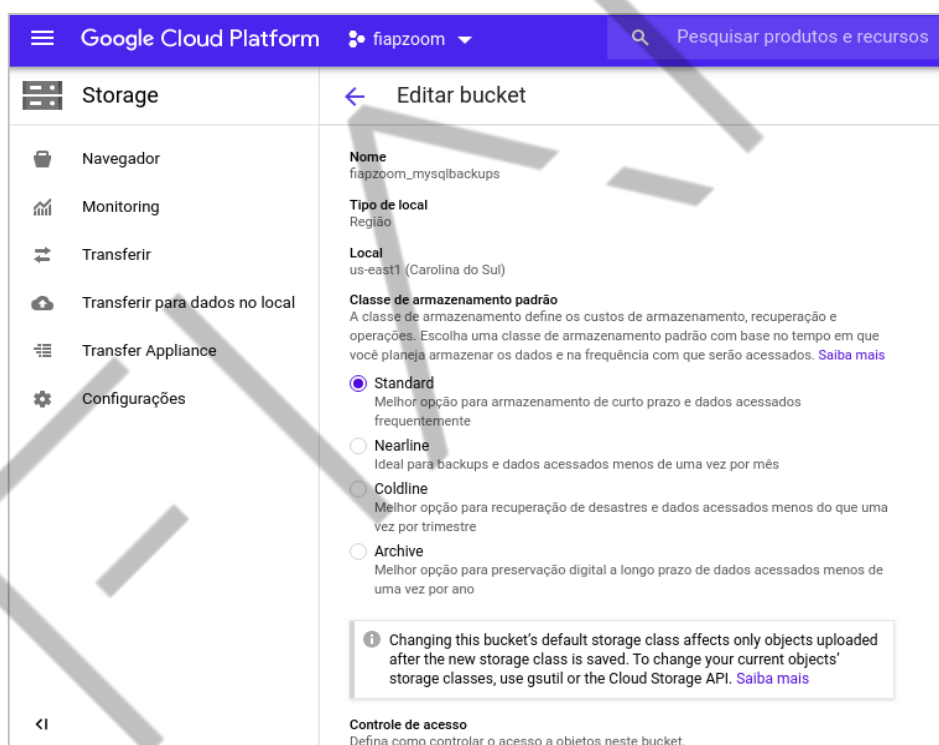 Google Cloud Platform
fiapzoom
Pesquisar produtos e recursos
Storage
Editar bucket
Navegador
Monitoring
Transferir
Transferir para dados no local
Transfer Appliance
Configurações
Nome
fiapzoom_mysqlbackups
Tipo de local
Região
Local
us-east1 (Carolina do Sul)
Classe de armazenamento padrão
A classe de armazenamento define os custos de armazenamento, recuperação e
operações. Escolha uma classe de armazenamento padrão com base no tempo em que
você planeja armazenar os dados e na frequência com que serão acessados. Saiba mais
Standard
Melhor opção para armazenamento de curto prazo e dados acessados
frequentemente
Nearline
Ideal para backups e dados acessados menos de uma vez por mês
Coldline
Melhor opção para recuperação de desastres e dados acessados menos do que uma
vez por trimestre
Archive
Melhor opção para preservação digital a longo prazo de dados acessados menos de
uma vez por ano
Changing this bucket's default storage class affects only objects uploaded
after the new storage class is saved. To change your current objects'
storage classes, use gsutil or the Cloud Storage API. Saiba mais
Controle de acesso
Defina como controlar o acesso a objetos neste bucket.